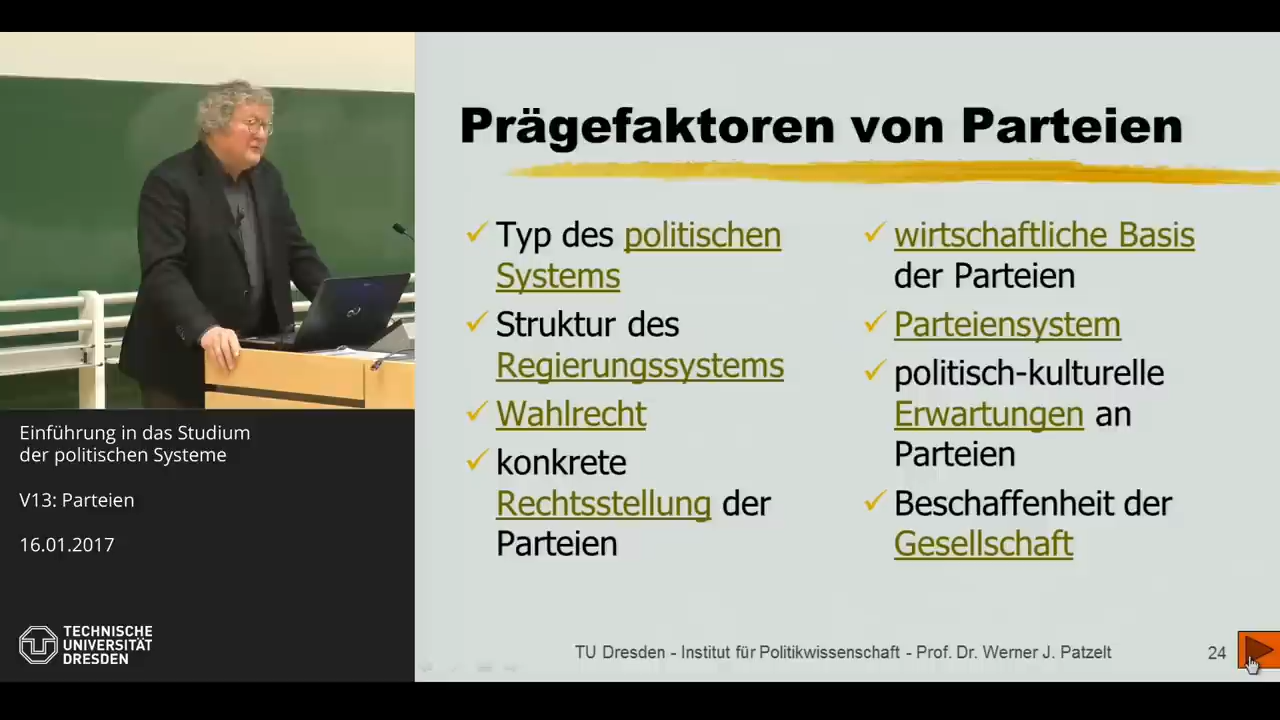 Prägefaktoren von Parteien
Typ des politischen
Systems
Struktur des
Regierungssystems
Wahlrecht
konkrete
Rechtsstellung der
Parteien
wirtschaftliche Basis
der Parteien
Parteiensystem
politisch-kulturelle
Erwartungen an
Parteien
Beschaffenheit der
Gesellschaft
Einführung in das Studium
der politischen Systeme
V13: Parteien
16.01.2017
TECHNISCHE
UNIVERSITÄT
DRESDEN
TU Dresden - Institut für Politikwissenschaft - Prof. Dr. Werner J. Patzelt
24